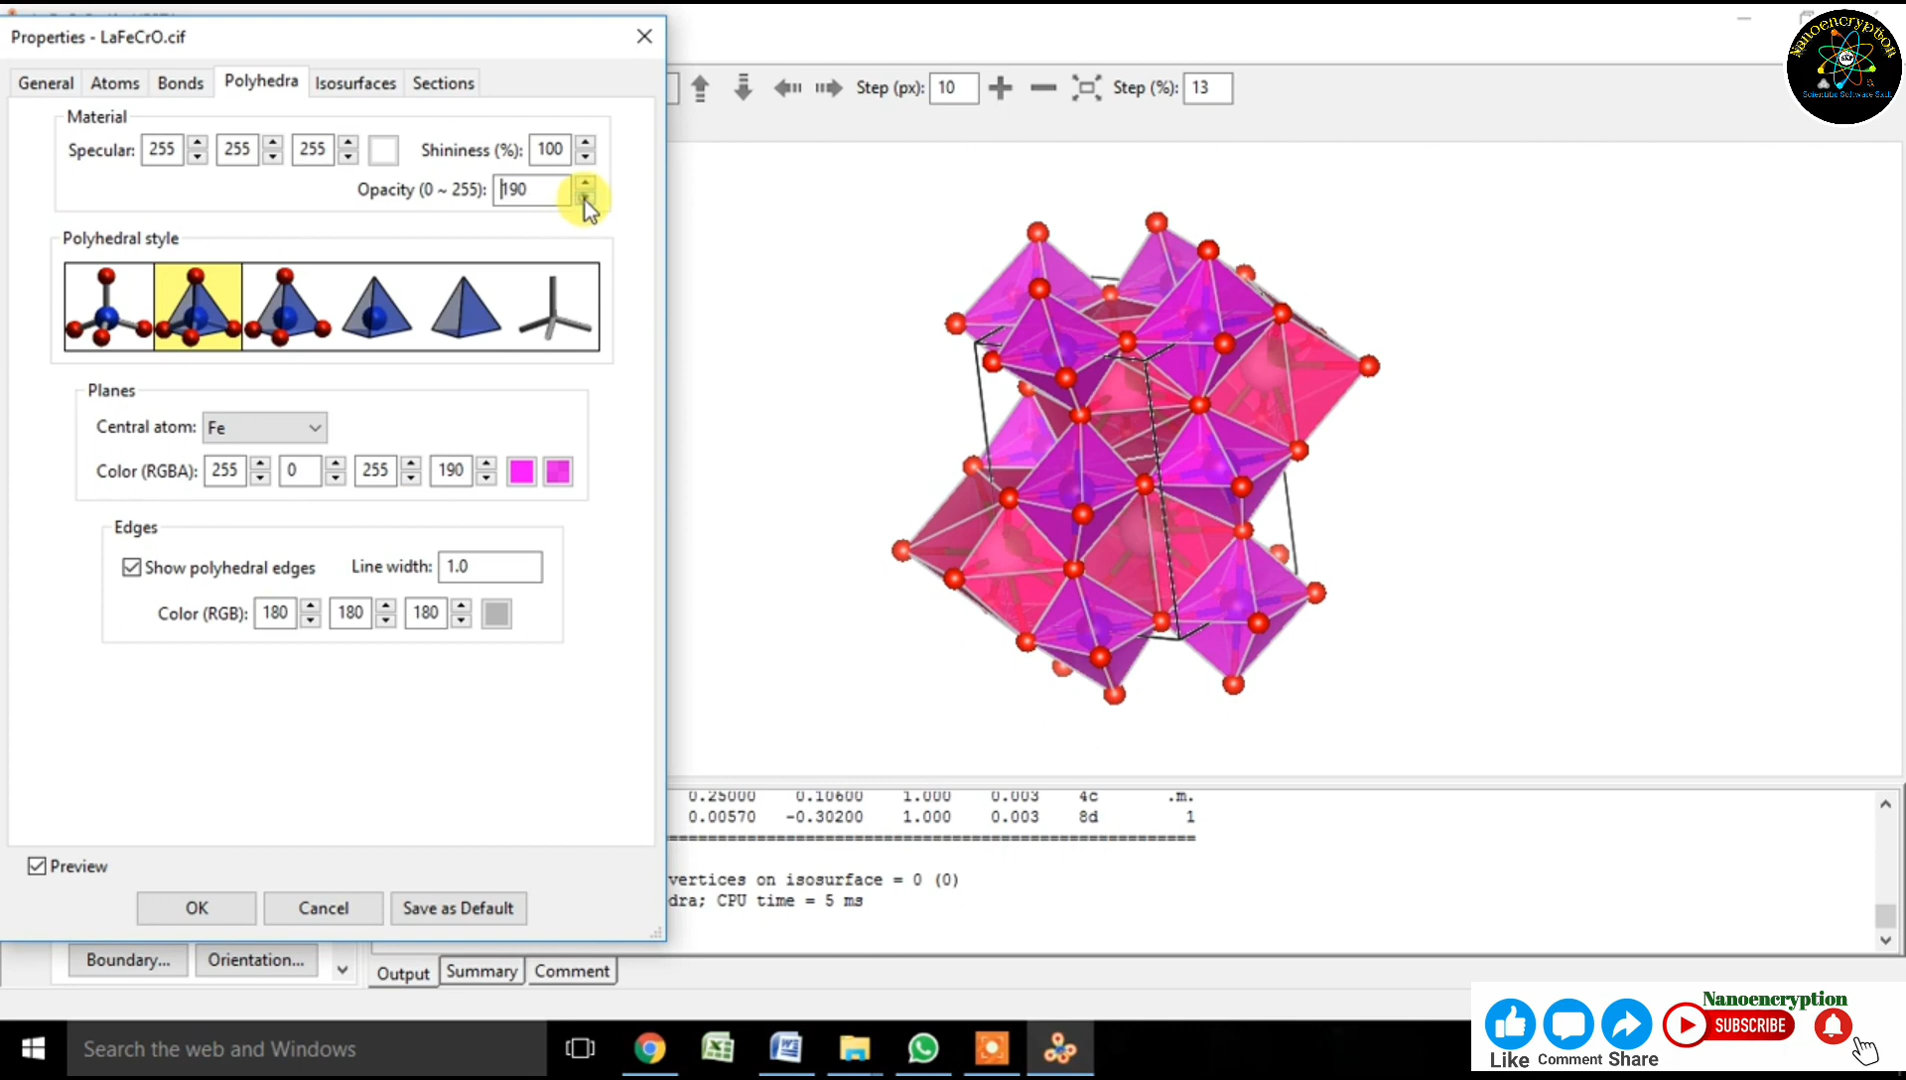 Properties - LaFeCrO.cif
General Atoms Bonds Polyhedra Isosurfaces Sections
Step (px): 10 Step (%): 13
Nanoencryption
Material
Specular: 255 255 255 Shininess (%): 100
Opacity (0 ~ 255): 190
Polyhedral style
Planes
Central atom: Fe
Color (RGBA): 255 0 255 190
Edges
Show polyhedral edges Line width: 1.0
Color (RGB): 180 180 180
Preview
OK Cancel Save as Default
0.25000 0.10600 1.000 0.003 4c .m.
0.00570 -0.30200 1.000 0.003 8d 1
vertices on isosurface = 0 (0)
dra; CPU time = 5 ms
Boundary... Orientation...
Output Summary Comment
Nanoencryption
SUBSCRIBE
Like Comment Share
Search the web and Windows